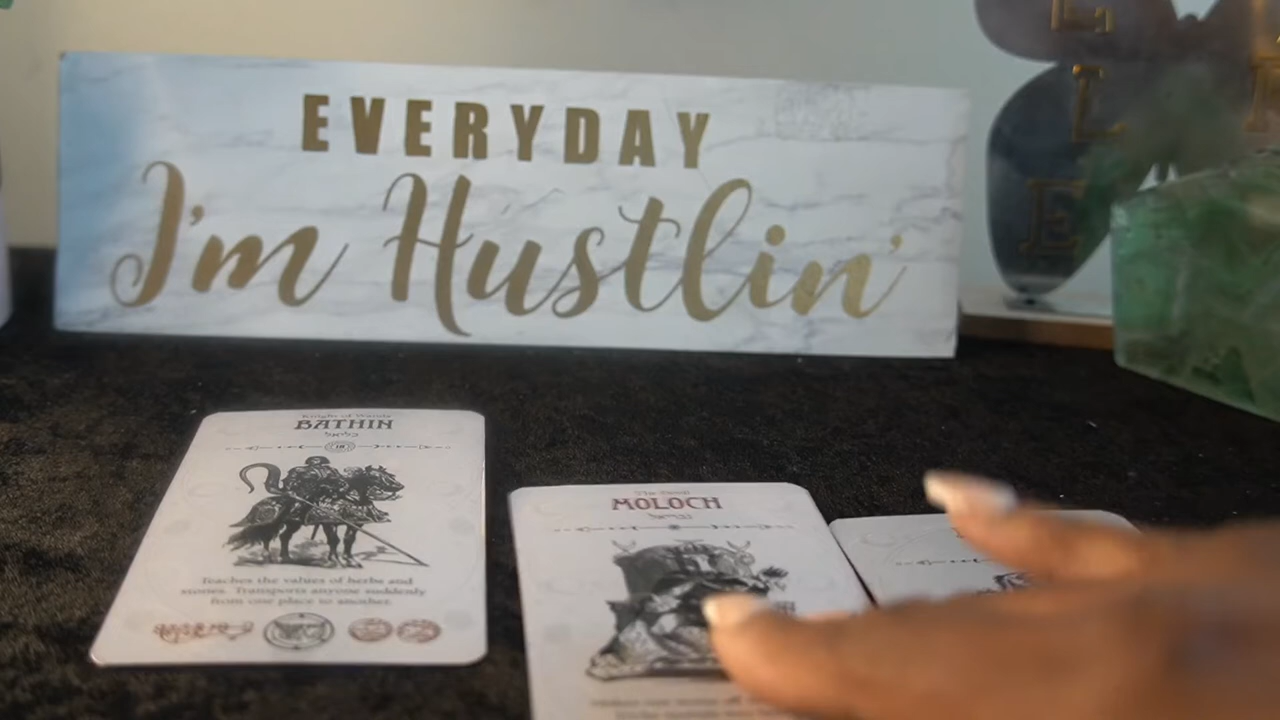 EVERYDAY
I'm Hustlin'
L
L
E
Knight of Wands
BATHIN
Teaches the values of herbs and
stones. Transports anyone suddenly
from one place to another.
The Devil
MOLOCH